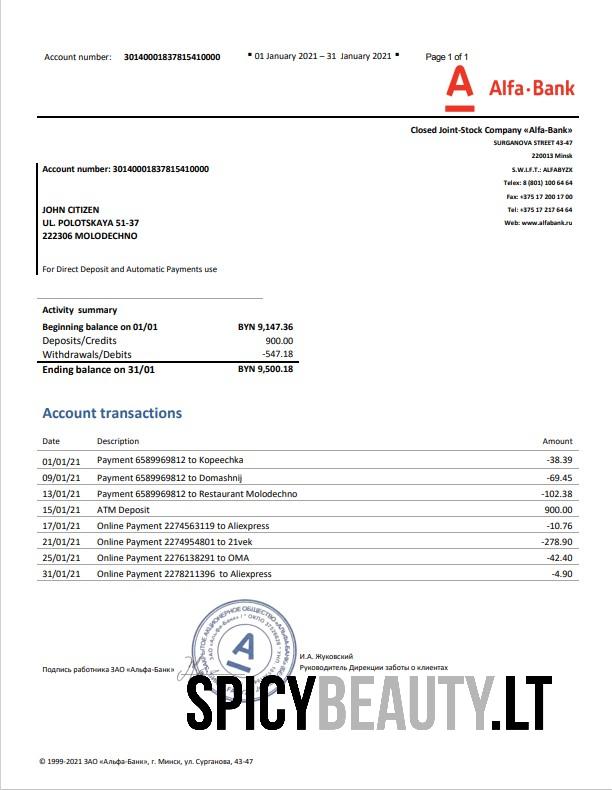 Account number: 30140001837815410000 ▪ 01 January 2021 – 31 January 2021 ▪ Page 1 of 1
Alfa·Bank
Closed Joint-Stock Company «Alfa-Bank»
SURGANOVA STREET 43-47
220013 Minsk
S.W.I.F.T.: ALFABYZX
Account number: 30140001837815410000
Telex: 8 (801) 100 64 64
Fax: +375 17 200 17 00
JOHN CITIZEN
Tel: +375 17 217 64 64
UL. POLOTSKAYA 51-37
Web: www.alfabank.ru
222306 MOLODECHNO
For Direct Deposit and Automatic Payments use
Activity summary
Beginning balance on 01/01 BYN 9,147.36
Deposits/Credits 900.00
Withdrawals/Debits -547.18
Ending balance on 31/01 BYN 9,500.18
Account transactions
Date Description Amount
01/01/21 Payment 6589969812 to Kopeechka -38.39
09/01/21 Payment 6589969812 to Domashnij -69.45
13/01/21 Payment 6589969812 to Restaurant Molodechno -102.38
15/01/21 ATM Deposit 900.00
17/01/21 Online Payment 2274563119 to Aliexpress -10.76
21/01/21 Online Payment 2274954801 to 21vek -278.90
25/01/21 Online Payment 2276138291 to OMA -42.40
31/01/21 Online Payment 2278211396 to Aliexpress -4.90
И.А. Жуковский
Подпись работника ЗАО «Альфа-Банк» Руководитель Дирекции заботы о клиентах
SPICYBEAUTY.LT
© 1999-2021 ЗАО «Альфа-Банк», г. Минск, ул. Сурганова, 43-47